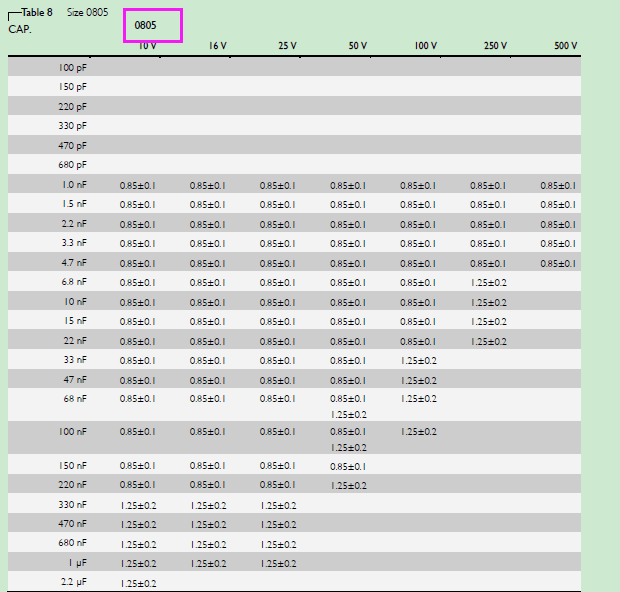 Table 8 Size 0805
CAP. 0805
10 V 16 V 25 V 50 V 100 V 250 V 500 V
100 pF
150 pF
220 pF
330 pF
470 pF
680 pF
1.0 nF 0.85±0.1 0.85±0.1 0.85±0.1 0.85±0.1 0.85±0.1 0.85±0.1 0.85±0.1
1.5 nF 0.85±0.1 0.85±0.1 0.85±0.1 0.85±0.1 0.85±0.1 0.85±0.1 0.85±0.1
2.2 nF 0.85±0.1 0.85±0.1 0.85±0.1 0.85±0.1 0.85±0.1 0.85±0.1 0.85±0.1
3.3 nF 0.85±0.1 0.85±0.1 0.85±0.1 0.85±0.1 0.85±0.1 0.85±0.1 0.85±0.1
4.7 nF 0.85±0.1 0.85±0.1 0.85±0.1 0.85±0.1 0.85±0.1 0.85±0.1 0.85±0.1
6.8 nF 0.85±0.1 0.85±0.1 0.85±0.1 0.85±0.1 0.85±0.1 1.25±0.2
10 nF 0.85±0.1 0.85±0.1 0.85±0.1 0.85±0.1 0.85±0.1 1.25±0.2
15 nF 0.85±0.1 0.85±0.1 0.85±0.1 0.85±0.1 0.85±0.1 1.25±0.2
22 nF 0.85±0.1 0.85±0.1 0.85±0.1 0.85±0.1 0.85±0.1 1.25±0.2
33 nF 0.85±0.1 0.85±0.1 0.85±0.1 0.85±0.1 1.25±0.2
47 nF 0.85±0.1 0.85±0.1 0.85±0.1 0.85±0.1 1.25±0.2
68 nF 0.85±0.1 0.85±0.1 0.85±0.1 0.85±0.1 1.25±0.2
1.25±0.2
100 nF 0.85±0.1 0.85±0.1 0.85±0.1 0.85±0.1 1.25±0.2
1.25±0.2
150 nF 0.85±0.1 0.85±0.1 0.85±0.1 0.85±0.1
220 nF 0.85±0.1 0.85±0.1 0.85±0.1 1.25±0.2
330 nF 1.25±0.2 1.25±0.2 1.25±0.2
470 nF 1.25±0.2 1.25±0.2 1.25±0.2
680 nF 1.25±0.2 1.25±0.2 1.25±0.2
1 µF 1.25±0.2 1.25±0.2 1.25±0.2
2.2 µF 1.25±0.2